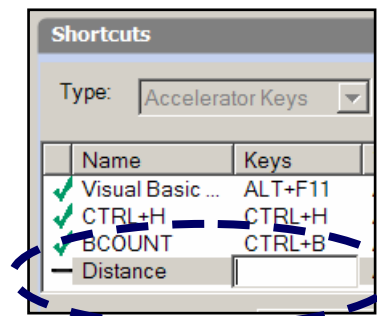 Shortcuts
Type: Accelerator Keys
Name Keys
Visual Basic ... ALT+F11
CTRL+H CTRL+H
BCOUNT CTRL+B
Distance